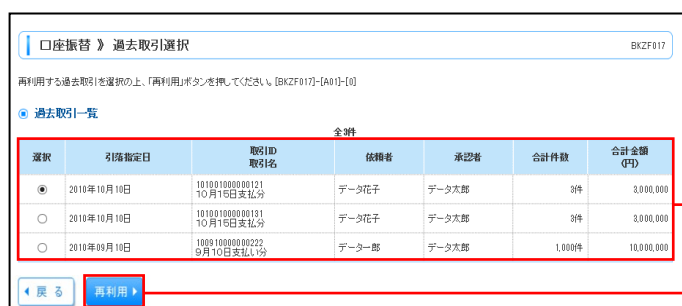 口座振替 》 過去取引選択
BKZF017
再利用する過去取引を選択の上、「再利用」ボタンを押してください。[BKZF017]-[A01]-[0]
過去取引一覧
全3件
選択 引落指定日 取引ID 取引名 依頼者 承認者 合計件数 合計金額(円)
2010年10月10日 101001000000121 10月15日支払分 データ花子 データ太郎 3件 3,000,000
2010年10月10日 101001000000131 10月15日支払分 データ花子 データ太郎 3件 3,000,000
2010年09月10日 100910000000222 9月10日支払い分 データ一郎 データ太郎 1,000件 10,000,000
戻る 再利用